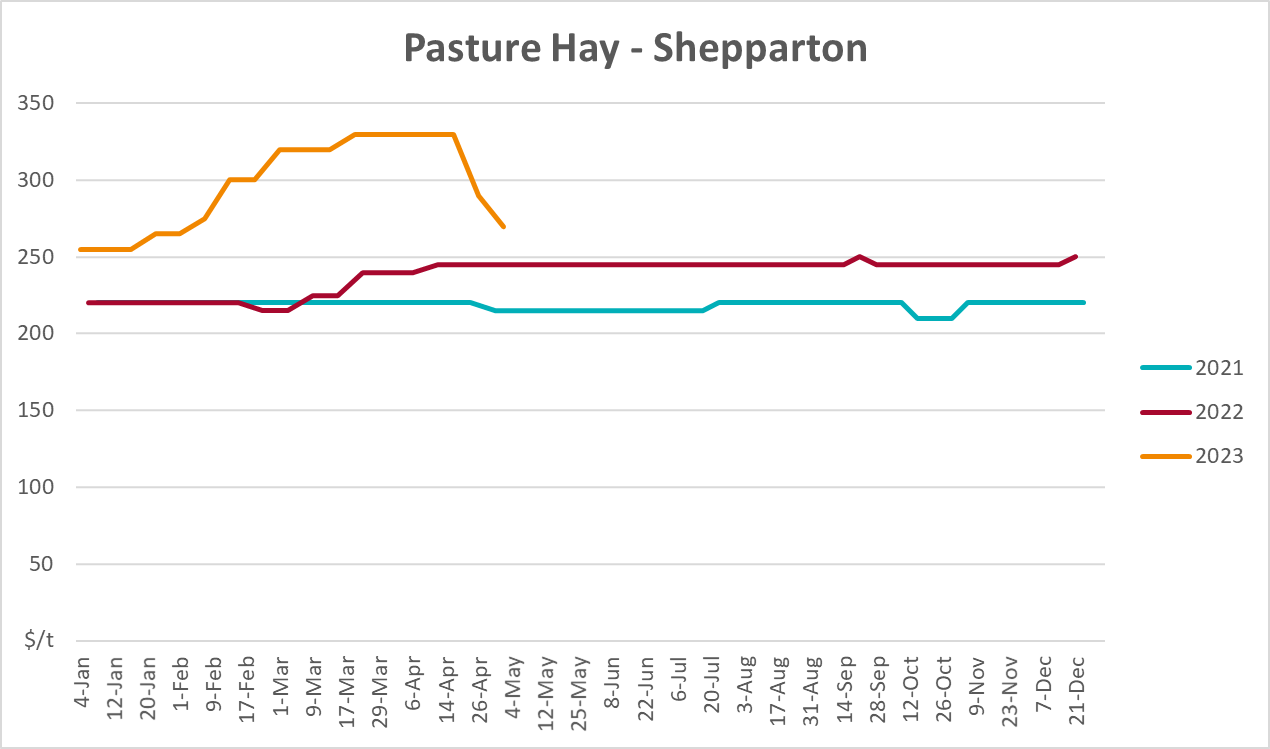 Pasture Hay - Shepparton
350
300
250
200
150
100
50
$/t
4-Jan
12-Jan
20-Jan
1-Feb
9-Feb
17-Feb
1-Mar
9-Mar
17-Mar
29-Mar
6-Apr
14-Apr
26-Apr
4-May
12-May
25-May
8-Jun
22-Jun
6-Jul
20-Jul
3-Aug
17-Aug
31-Aug
14-Sep
28-Sep
12-Oct
26-Oct
9-Nov
23-Nov
7-Dec
21-Dec
2021
2022
2023